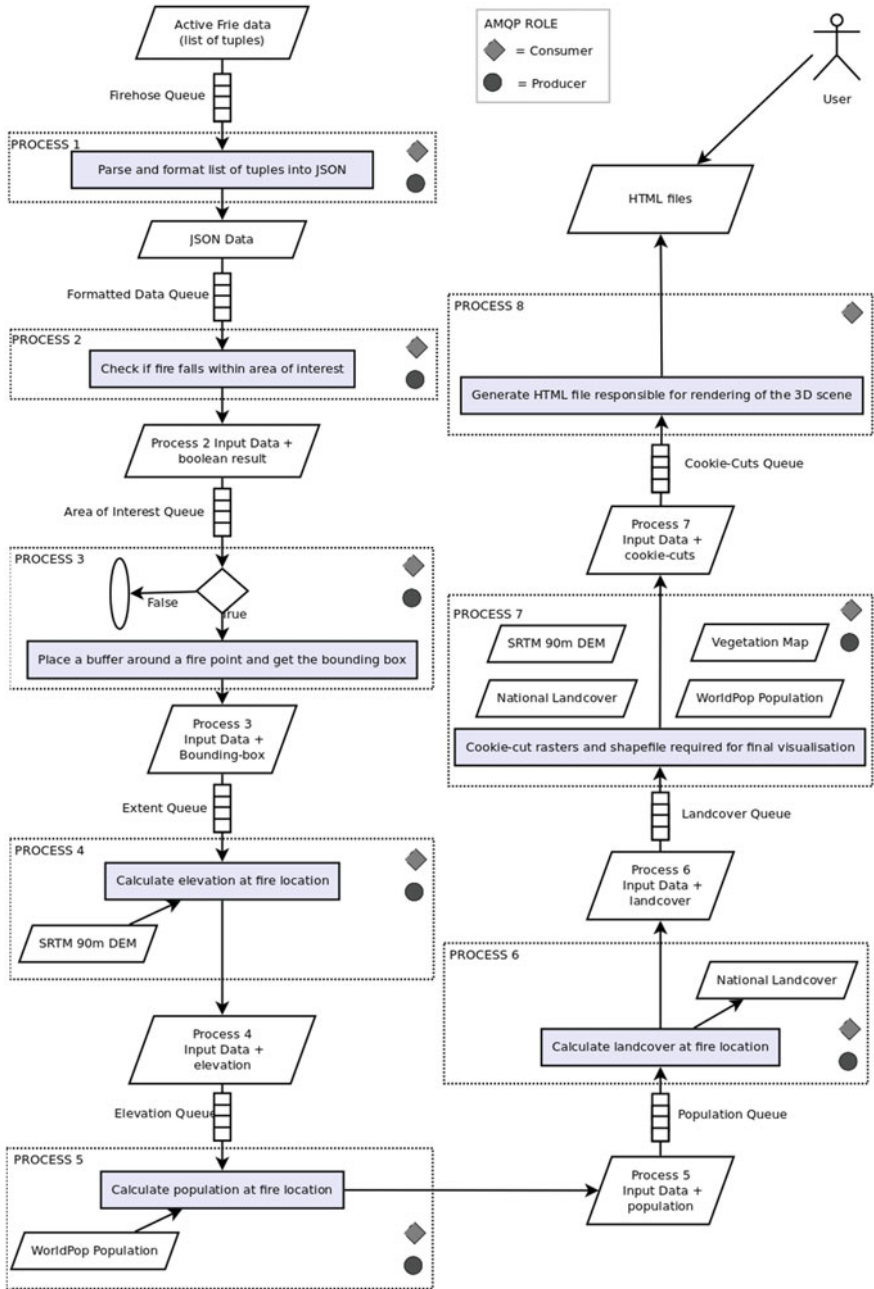 Active Frie data
(list of tuples)
Firehose Queue
PROCESS 1
Parse and format list of tuples into JSON
JSON Data
Formatted Data Queue
PROCESS 2
Check if fire falls within area of interest
Process 2 Input Data +
boolean result
Area of Interest Queue
PROCESS 3
False
True
Place a buffer around a fire point and get the bounding box
Process 3
Input Data +
Bounding-box
Extent Queue
PROCESS 4
Calculate elevation at fire location
SRTM 90m DEM
Process 4
Input Data +
elevation
Elevation Queue
PROCESS 5
Calculate population at fire location
WorldPop Population
AMQP ROLE
= Consumer
= Producer
User
HTML files
PROCESS 8
Generate HTML file responsible for rendering of the 3D scene
Cookie-Cuts Queue
Process 7
Input Data +
cookie-cuts
PROCESS 7
SRTM 90m DEM
Vegetation Map
National Landcover
WorldPop Population
Cookie-cut rasters and shapefile required for final visualisation
Landcover Queue
Process 6
Input Data +
landcover
PROCESS 6
National Landcover
Calculate landcover at fire location
Population Queue
Process 5
Input Data +
population